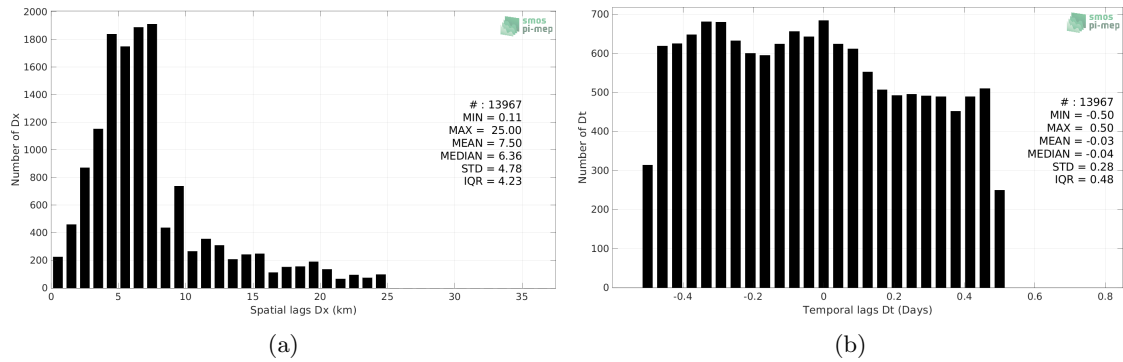 2000
1800
1600
1400
1200
1000
800
600
400
200
0
Number of Dx
0 5 10 15 20 25 30 35
Spatial lags Dx (km)
smos
pi-mep
# : 13967
MIN = 0.11
MAX = 25.00
MEAN = 7.50
MEDIAN = 6.36
STD = 4.78
IQR = 4.23
(a)
700
600
500
400
300
200
100
0
Number of Dt
-0.4 -0.2 0 0.2 0.4 0.6 0.8
Temporal lags Dt (Days)
smos
pi-mep
# : 13967
MIN = -0.50
MAX = 0.50
MEAN = -0.03
MEDIAN = -0.04
STD = 0.28
IQR = 0.48
(b)